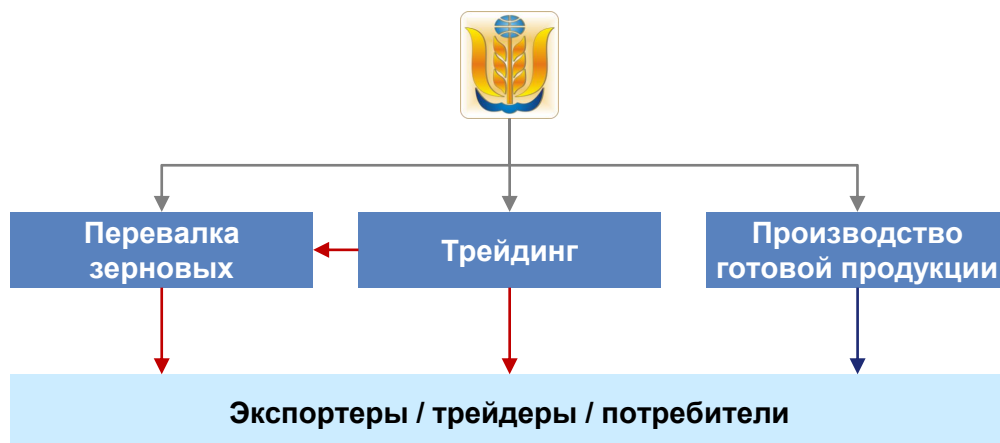 Перевалка
зерновых
Трейдинг
Производство
готовой продукции
Экспортеры / трейдеры / потребители